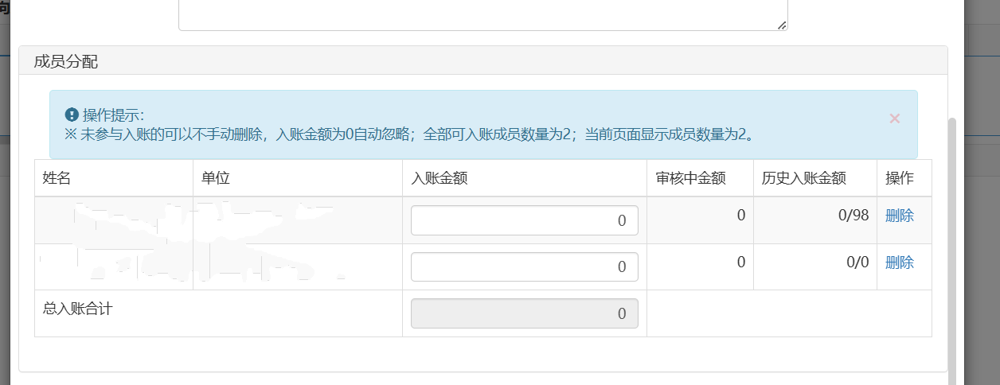 成员分配
操作提示：
※ 未参与入账的可以不手动删除，入账金额为0自动忽略；全部可入账成员数量为2；当前页面显示成员数量为2。
×
姓名 单位 入账金额 审核中金额 历史入账金额 操作
0 0 0/98 删除
0 0 0/0 删除
总入账合计 0